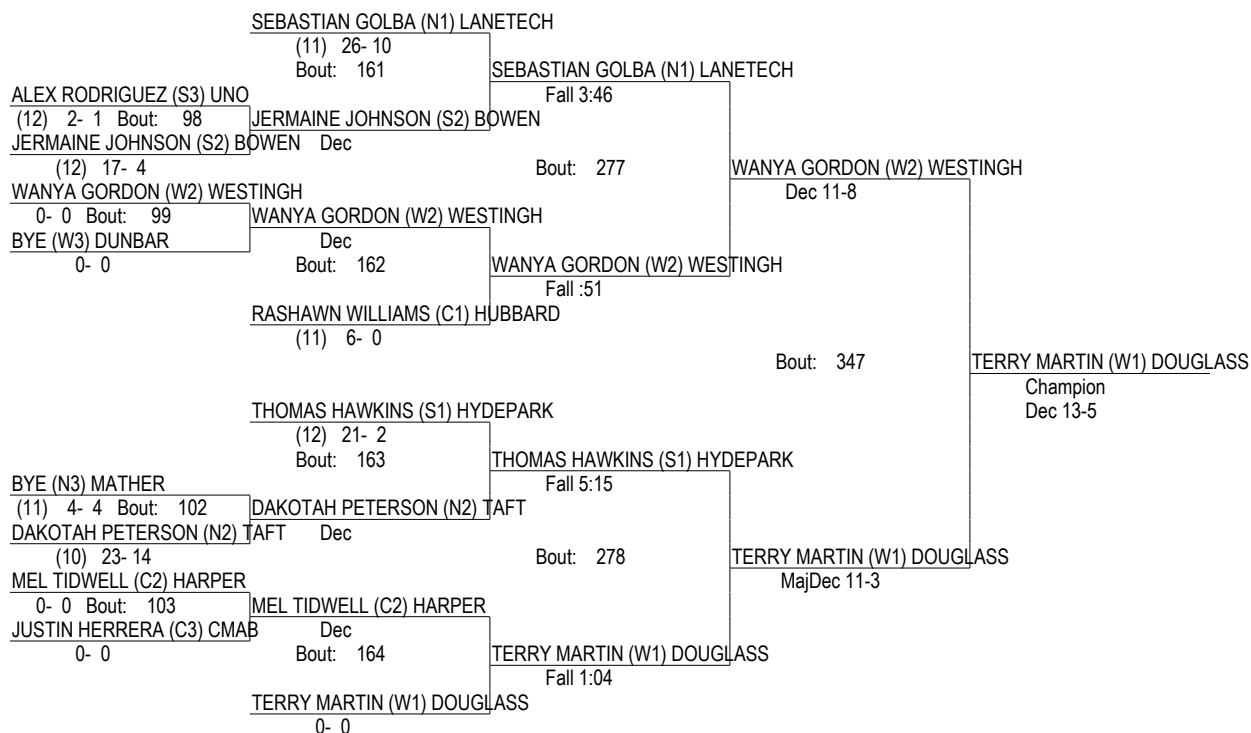 SEBASTIAN GOLBA (N1) LANETECH
(11) 26- 10
Bout: 161
SEBASTIAN GOLBA (N1) LANETECH
ALEX RODRIGUEZ (S3) UNO
Fall 3:46
(12) 2- 1 Bout: 98
JERMAINE JOHNSON (S2) BOWEN
JERMAINE JOHNSON (S2) BOWEN
Dec
(12) 17- 4
Bout: 277
WANYA GORDON (W2) WESTINGH
WANYA GORDON (W2) WESTINGH
Dec 11-8
0- 0 Bout: 99
WANYA GORDON (W2) WESTINGH
BYE (W3) DUNBAR
Dec
0- 0
Bout: 162
WANYA GORDON (W2) WESTINGH
Fall :51
RASHAWN WILLIAMS (C1) HUBBARD
(11) 6- 0
Bout: 347
TERRY MARTIN (W1) DOUGLASS
Champion
Dec 13-5
THOMAS HAWKINS (S1) HYDEPARK
(12) 21- 2
Bout: 163
THOMAS HAWKINS (S1) HYDEPARK
BYE (N3) MATHER
Fall 5:15
(11) 4- 4 Bout: 102
DAKOTAH PETERSON (N2) TAFT
DAKOTAH PETERSON (N2) TAFT
Dec
(10) 23- 14
Bout: 278
TERRY MARTIN (W1) DOUGLASS
MEL TIDWELL (C2) HARPER
MajDec 11-3
0- 0 Bout: 103
MEL TIDWELL (C2) HARPER
JUSTIN HERRERA (C3) CMAB
Dec
0- 0
Bout: 164
TERRY MARTIN (W1) DOUGLASS
Fall 1:04
TERRY MARTIN (W1) DOUGLASS
0- 0